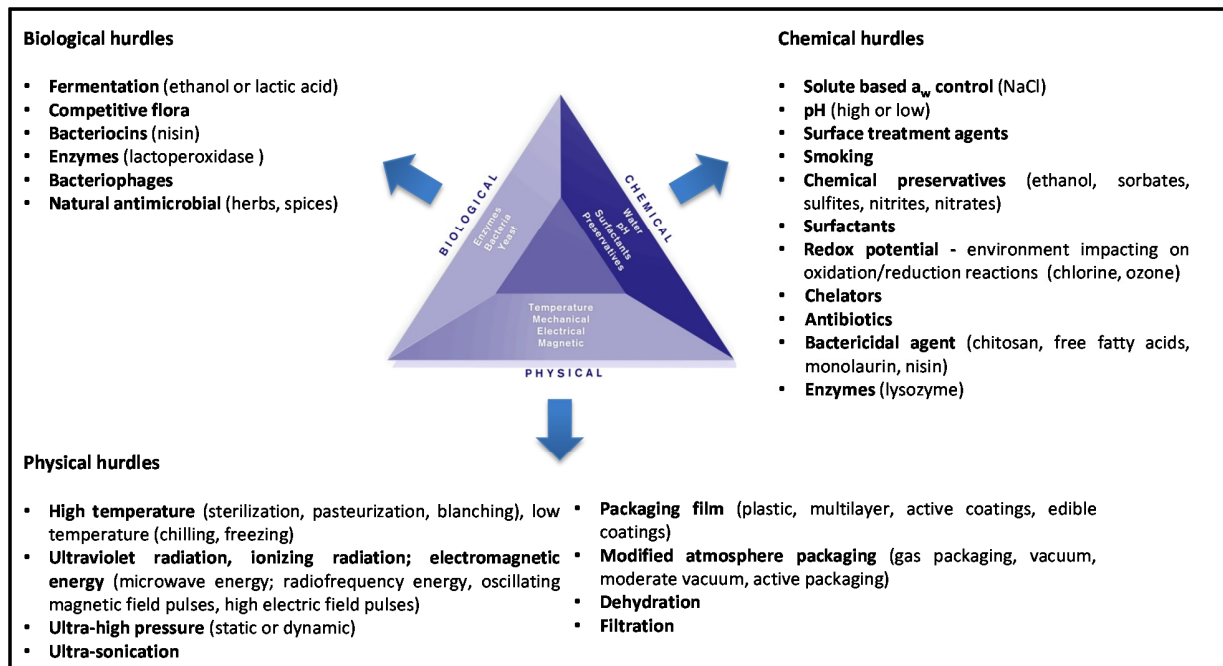 Biological hurdles
▪ Fermentation (ethanol or lactic acid)
▪ Competitive flora
▪ Bacteriocins (nisin)
▪ Enzymes (lactoperoxidase )
▪ Bacteriophages
▪ Natural antimicrobial (herbs, spices)
Chemical hurdles
▪ Solute based aw control (NaCl)
▪ pH (high or low)
▪ Surface treatment agents
▪ Smoking
▪ Chemical preservatives (ethanol, sorbates,
sulfites, nitrites, nitrates)
▪ Surfactants
▪ Redox potential - environment impacting on
oxidation/reduction reactions (chlorine, ozone)
▪ Chelators
▪ Antibiotics
▪ Bactericidal agent (chitosan, free fatty acids,
monolaurin, nisin)
▪ Enzymes (lysozyme)
BIOLOGICAL
Enzymes
Bacteria
Yeast
CHEMICAL
Water
pH
Surfactants
Preservatives
Temperature
Mechanical
Electrical
Magnetic
PHYSICAL
Physical hurdles
▪ High temperature (sterilization, pasteurization, blanching), low
temperature (chilling, freezing)
▪ Ultraviolet radiation, ionizing radiation; electromagnetic
energy (microwave energy; radiofrequency energy, oscillating
magnetic field pulses, high electric field pulses)
▪ Ultra-high pressure (static or dynamic)
▪ Ultra-sonication
▪ Packaging film (plastic, multilayer, active coatings, edible
coatings)
▪ Modified atmosphere packaging (gas packaging, vacuum,
moderate vacuum, active packaging)
▪ Dehydration
▪ Filtration